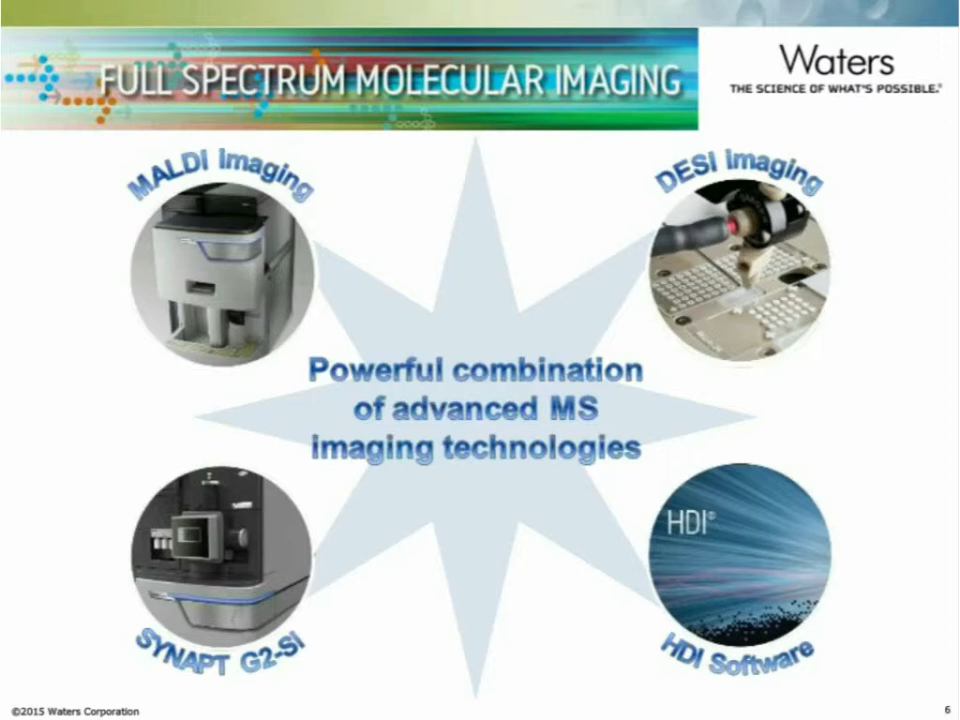 FULL SPECTRUM MOLECULAR IMAGING
Waters
THE SCIENCE OF WHAT'S POSSIBLE.®
MALDI Imaging
DESI Imaging
Powerful combination
of advanced MS
imaging technologies
HDI®
SYNAPT G2-Si
HDI Software
©2015 Waters Corporation
6